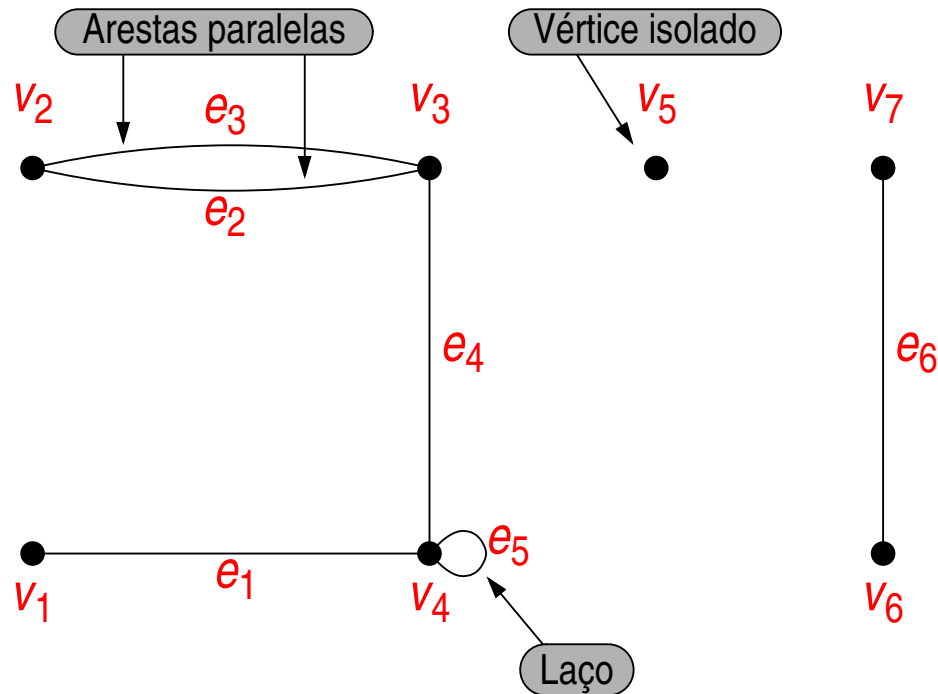 Arestas paralelas
Vértice isolado
v2
e3
v3
v5
v7
e2
e4
e6
e5
e1
v1
v4
v6
Laço